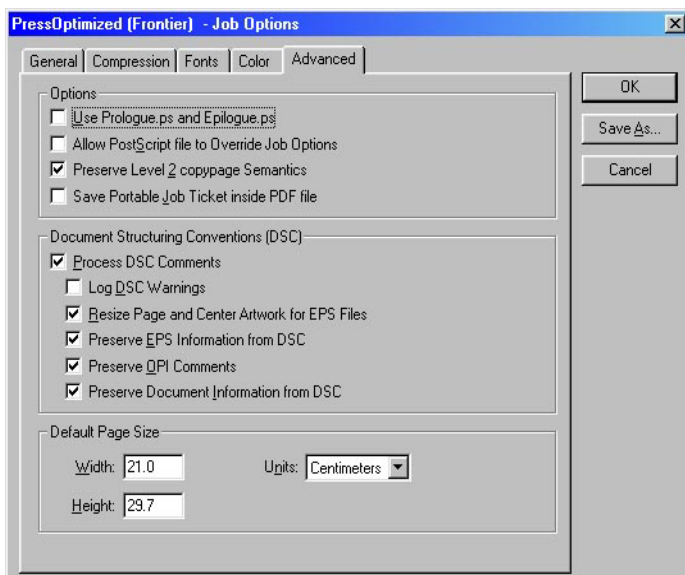 PressOptimized (Frontier) - Job Options
General
Compression
Fonts
Color
Advanced
OK
Save As...
Cancel
Options
Use Prologue.ps and Epilogue.ps
Allow PostScript file to Override Job Options
Preserve Level 2 copypage Semantics
Save Portable Job Ticket inside PDF file
Document Structuring Conventions (DSC)
Process DSC Comments
Log DSC Warnings
Resize Page and Center Artwork for EPS Files
Preserve EPS Information from DSC
Preserve OPI Comments
Preserve Document Information from DSC
Default Page Size
Width: 21.0
Units: Centimeters
Height: 29.7